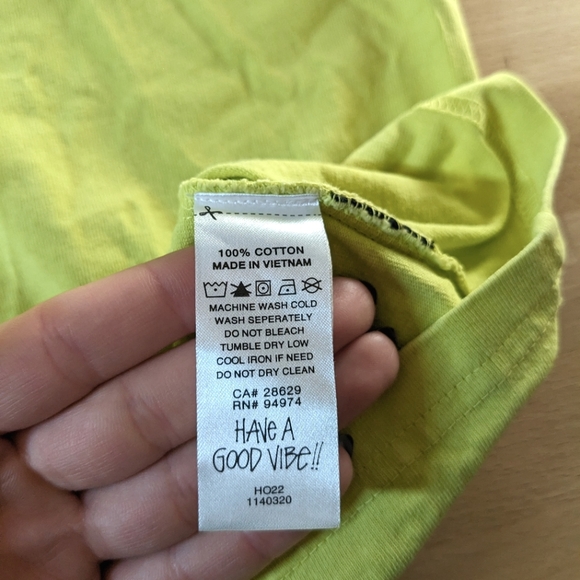 100% COTTON
MADE IN VIETNAM
MACHINE WASH COLD
WASH SEPERATELY
DO NOT BLEACH
TUMBLE DRY LOW
COOL IRON IF NEED
DO NOT DRY CLEAN
CA# 28629
RN# 94974
HAVE A
GOOD VIBE!!
HO22
1140320